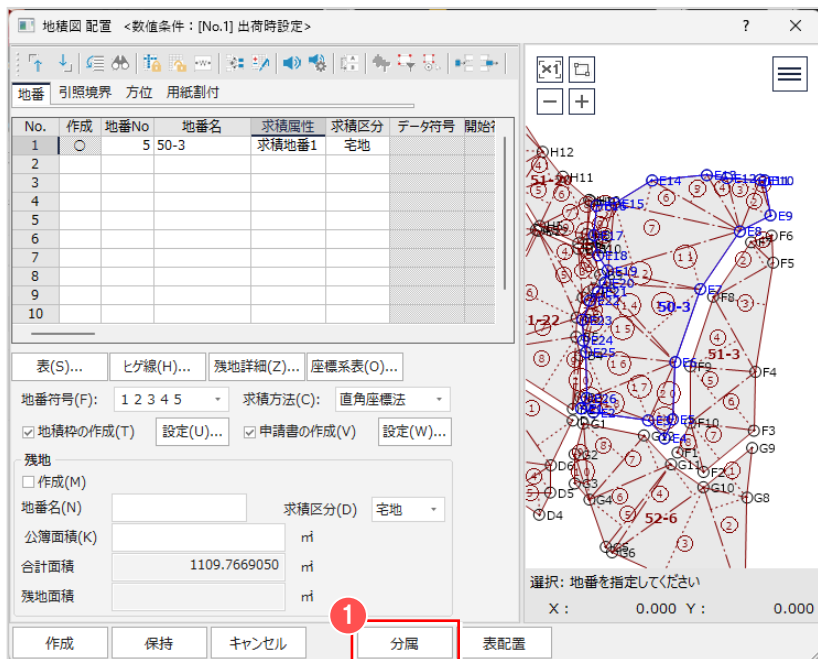 地積図 配置 <数値条件：[No.1] 出荷時設定>
地番 引照境界 方位 用紙割付
No. 作成 地番No 地番名 求積属性 求積区分 データ符号
1 ○ 5 50-3 求積地番1 宅地
2
3
4
5
6
7
8
9
10
表(S)... ヒゲ線(H)... 残地詳細(Z)... 座標系表(O)...
地番符号(F): 1 2 3 4 5 求積方法(C): 直角座標法
地積枠の作成(T) 設定(U)... 申請書の作成(V) 設定(W)...
残地
作成(M)
地番名(N) 求積区分(D) 宅地
公簿面積(K) ㎡
合計面積 1109.7669050 ㎡
残地面積 ㎡
1
作成 保持 キャンセル 分属 表配置
×1
H12
H11
E14
E9
E8
F6
F5
E7
F8
50-3
51-3
E6
F9
F4
F10
F3
G9
E4
F1
G1
G2
D6
G11
F2
G10
G3
D5
G4
G8
D4
52-6
選択: 地番を指定してください
X : 0.000 Y : 0.000